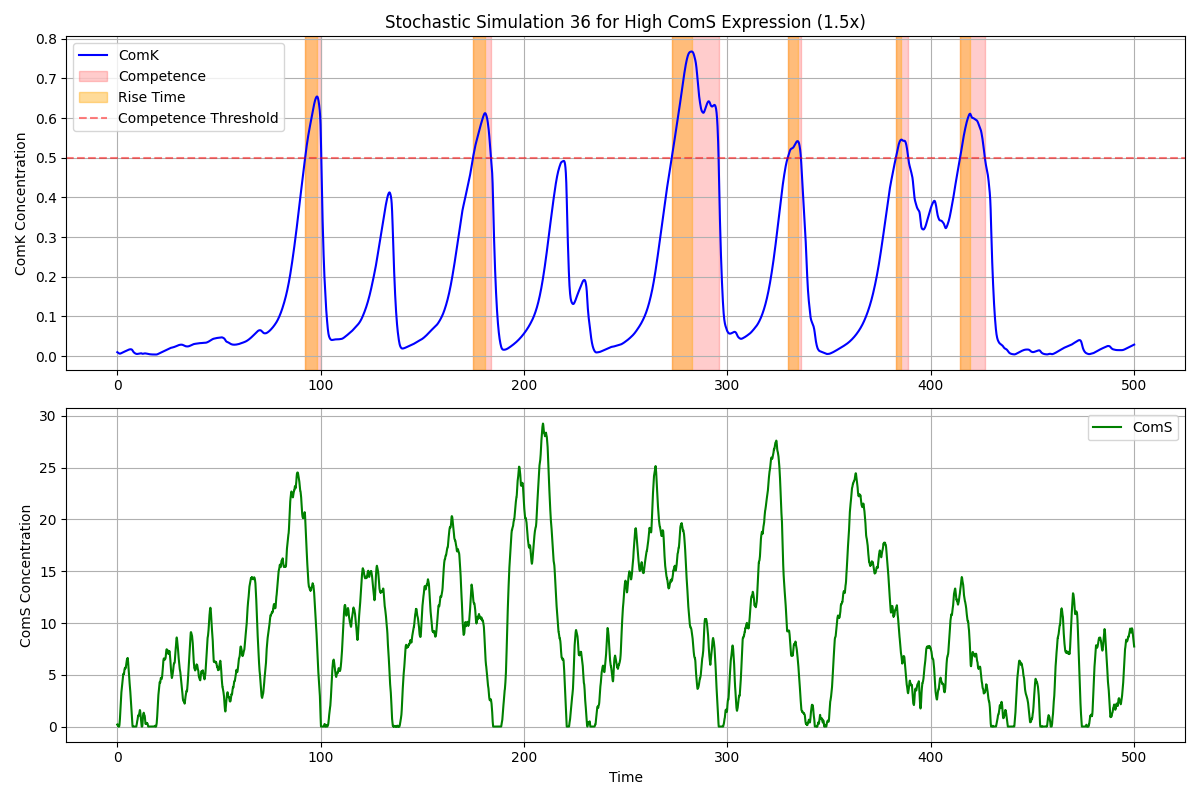 Stochastic Simulation 36 for High ComS Expression (1.5x)
ComK Concentration
0.8
0.7
0.6
0.5
0.4
0.3
0.2
0.1
0.0
ComK
Competence
Rise Time
Competence Threshold
0 100 200 300 400 500
ComS Concentration
30
25
20
15
10
5
0
ComS
0 100 200 300 400 500
Time